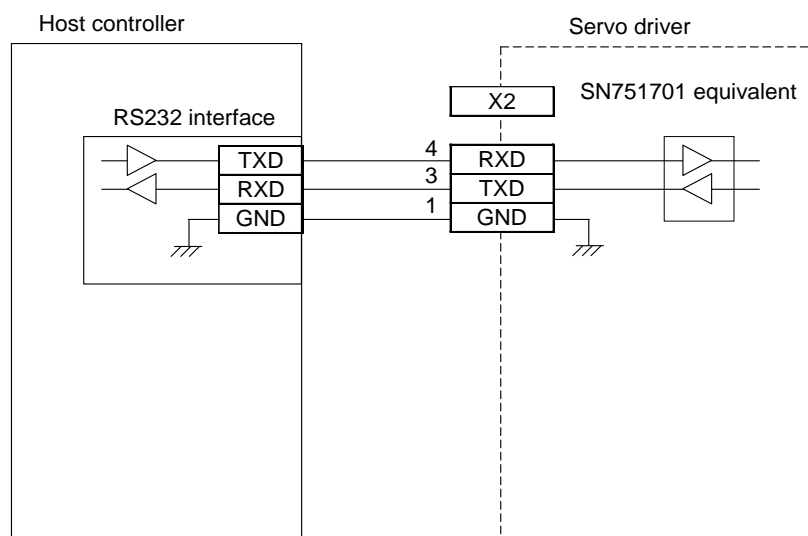 Host controller
Servo driver
X2
SN751701 equivalent
RS232 interface
TXD
4
RXD
RXD
3
TXD
GND
1
GND